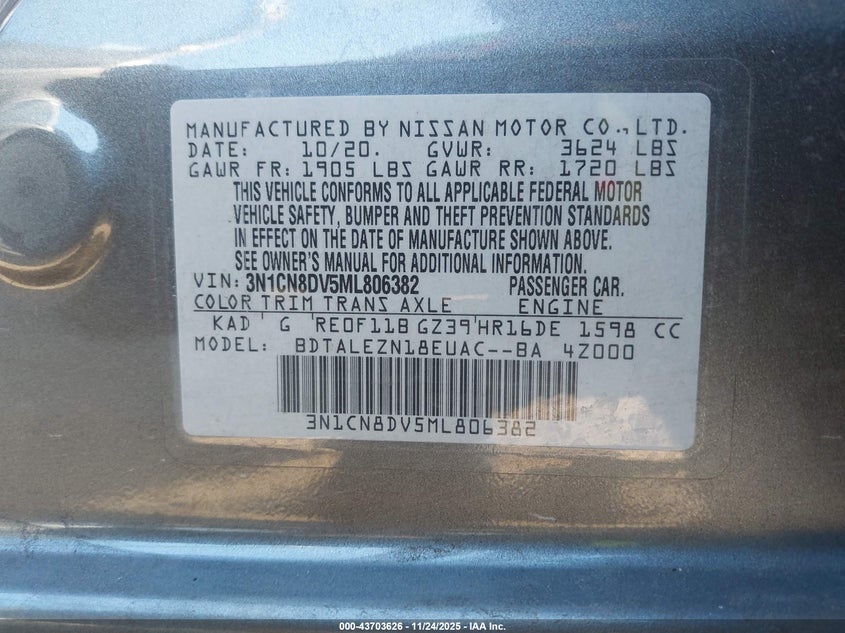 MANUFACTURED BY NISSAN MOTOR CO., LTD.
DATE: 10/20. GVWR: 3624 LBS
GAWR FR: 1905 LBS GAWR RR: 1720 LBS
THIS VEHICLE CONFORMS TO ALL APPLICABLE FEDERAL MOTOR
VEHICLE SAFETY, BUMPER AND THEFT PREVENTION STANDARDS
IN EFFECT ON THE DATE OF MANUFACTURE SHOWN ABOVE.
SEE OWNER'S MANUAL FOR ADDITIONAL INFORMATION.
VIN: 3N1CN8DV5ML806382 PASSENGER CAR.
COLOR TRIM TRANS AXLE ENGINE
KAD G RE0F11B GZ39 HR16DE 1598 CC
MODEL: BDTALEZN18EUAC--BA 4Z000
3N1CN8DV5ML806382
000-43703626 - 11/24/2025 - IAA Inc.